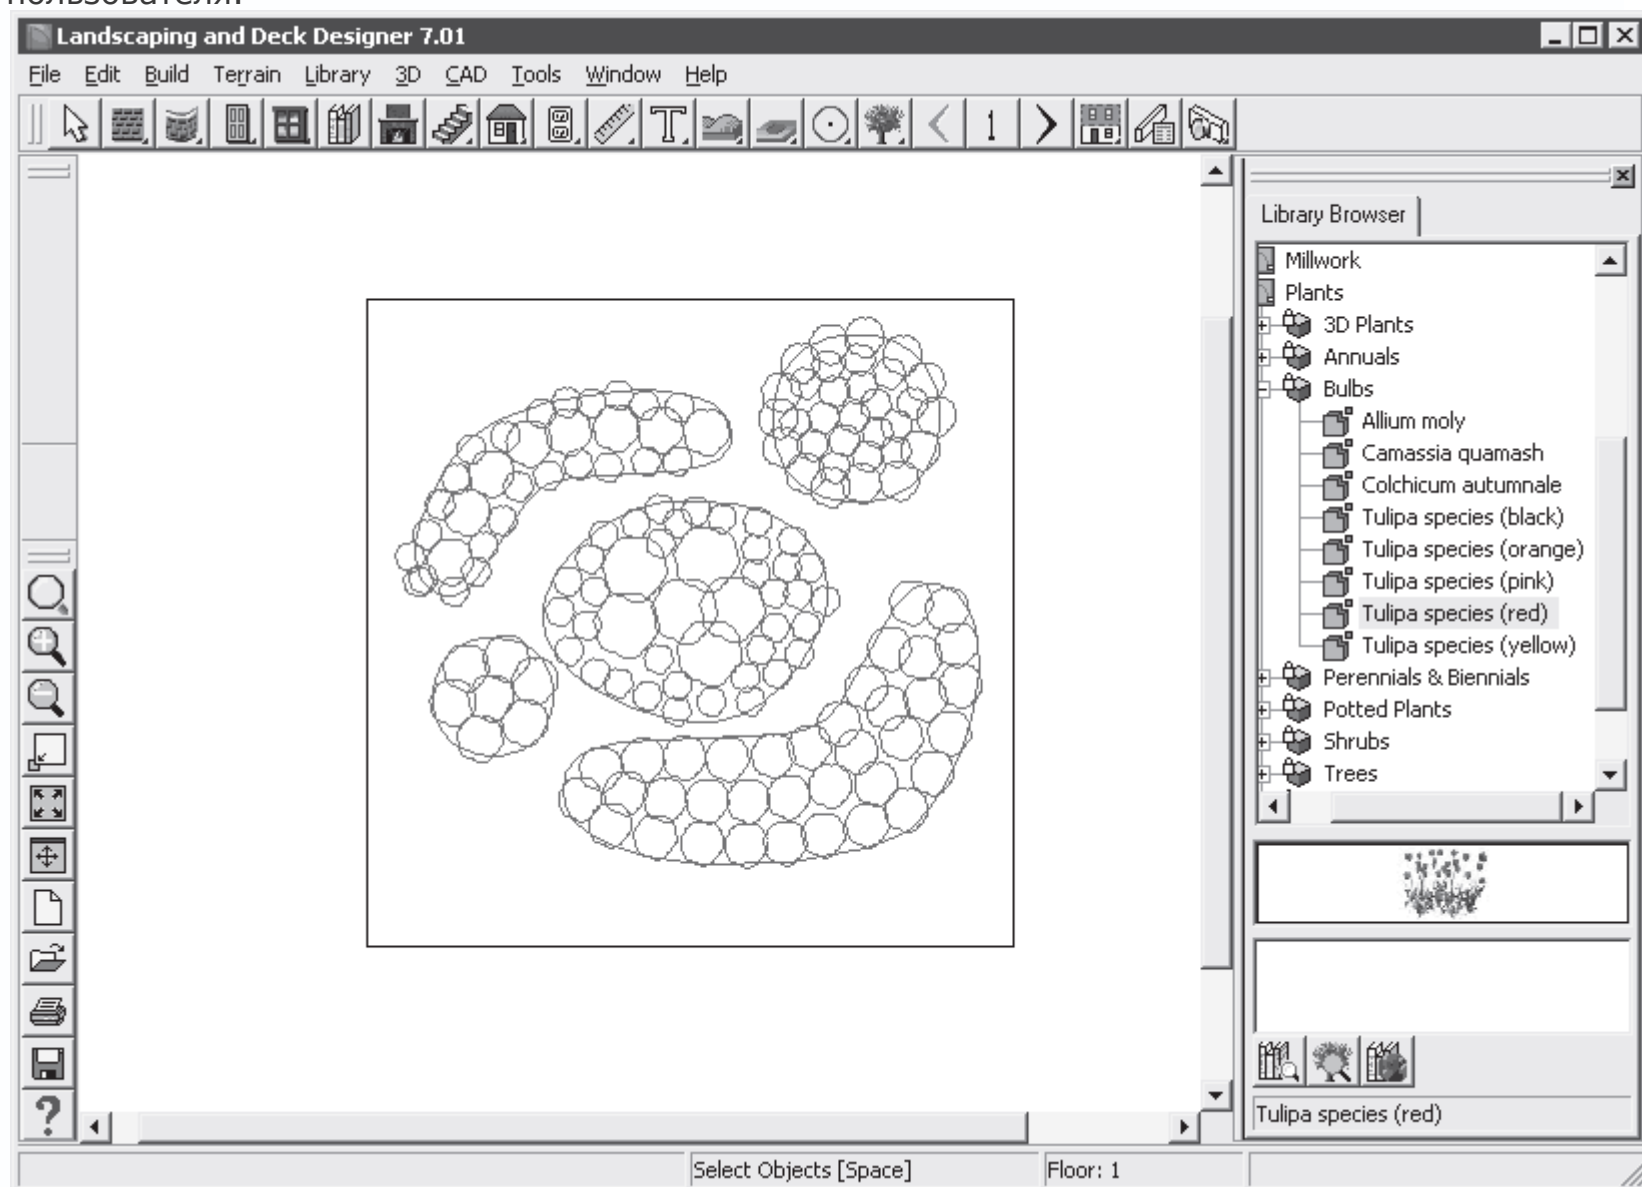 пользователя.
Landscaping and Deck Designer 7.01
File Edit Build Terrain Library 3D CAD Tools Window Help
1
Library Browser
Millwork
Plants
3D Plants
Annuals
Bulbs
Allium moly
Camassia quamash
Colchicum autumnale
Tulipa species (black)
Tulipa species (orange)
Tulipa species (pink)
Tulipa species (red)
Tulipa species (yellow)
Perennials & Biennials
Potted Plants
Shrubs
Trees
Tulipa species (red)
Select Objects [Space]
Floor: 1